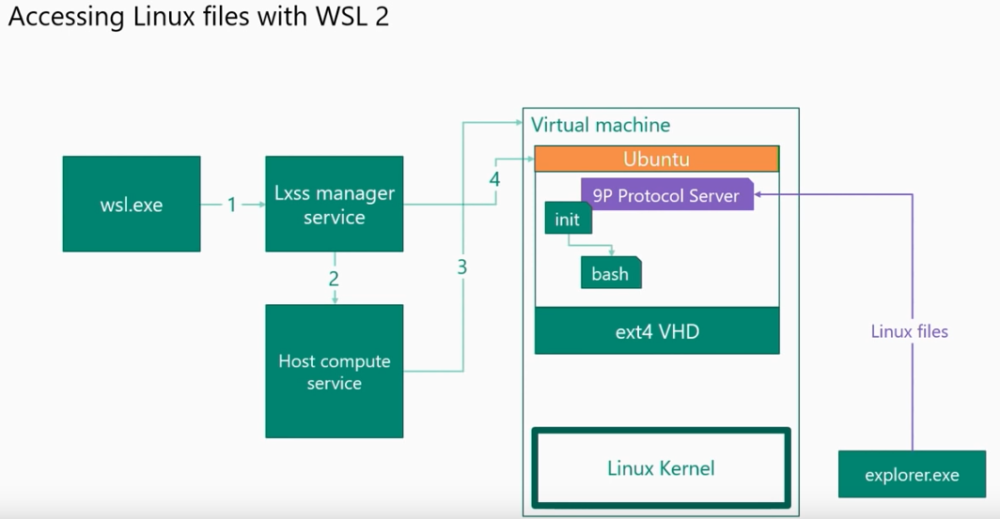 Accessing Linux files with WSL 2
wsl.exe
1
Lxss manager
service
2
Host compute
service
3
4
Virtual machine
Ubuntu
9P Protocol Server
init
bash
ext4 VHD
Linux Kernel
Linux files
explorer.exe